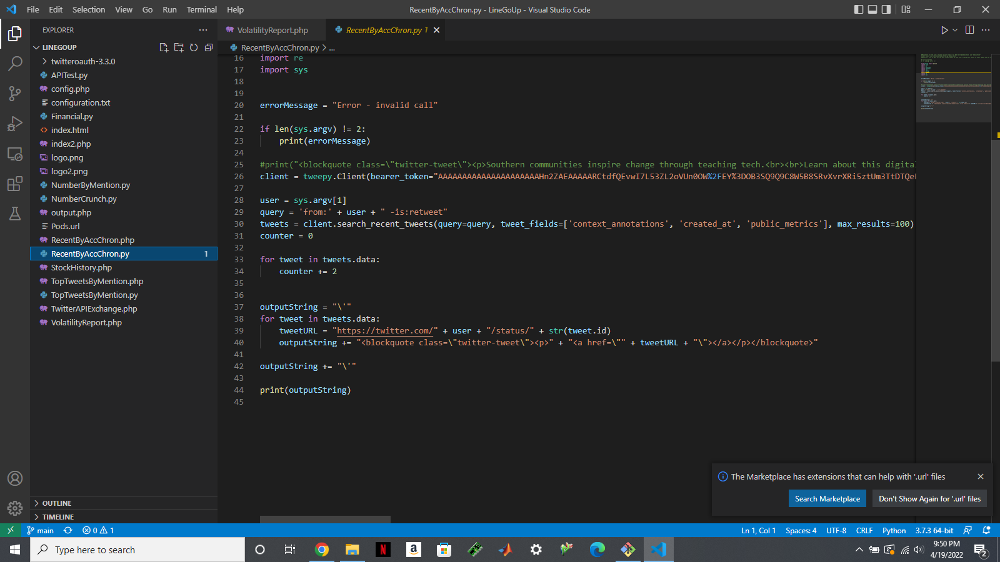 File Edit Selection View Go Run Terminal Help
RecentByAccChron.py - LineGoUp - Visual Studio Code
EXPLORER
VolatilityReport.php
RecentByAccChron.py 1
LINEGOUP
RecentByAccChron.py > ...
twitteroauth-3.3.0
APITest.py
config.php
configuration.txt
Financial.py
index.html
index2.php
logo.png
logo2.png
NumberByMention.py
NumberCrunch.py
output.php
Pods.url
RecentByAccChron.php
RecentByAccChron.py 1
StockHistory.php
TopTweetsByMention.php
TopTweetsByMention.py
TwitterAPIExchange.php
VolatilityReport.php
OUTLINE
TIMELINE
16 import re
17 import sys
18
19
20 errorMessage = "Error - invalid call"
21
22 if len(sys.argv) != 2:
23     print(errorMessage)
24
25 #print("<blockquote class=\"twitter-tweet\"><p>Southern communities inspire change through teaching tech.<br><br>Learn about this digita
26 client = tweepy.Client(bearer_token="
27
28 user = sys.argv[1]
29 query = 'from:' + user + " -is:retweet"
30 tweets = client.search_recent_tweets(query=query, tweet_fields=['context_annotations', 'created_at', 'public_metrics'], max_results=100)
31 counter = 0
32
33 for tweet in tweets.data:
34     counter += 2
35
36
37 outputString = "\'"
38 for tweet in tweets.data:
39     tweetURL = "https://twitter.com/" + user + "/status/" + str(tweet.id)
40     outputString += "<blockquote class=\"twitter-tweet\"><p>" + "<a href=\"" + tweetURL + "\"></a></p></blockquote>"
41
42 outputString += "\'"
43
44 print(outputString)
45
The Marketplace has extensions that can help with '.url' files
Search Marketplace
Don't Show Again for '.url' files
main 0 1
Ln 1, Col 1 Spaces: 4 UTF-8 CRLF Python 3.7.3 64-bit
Type here to search
9:50 PM
4/19/2022
2